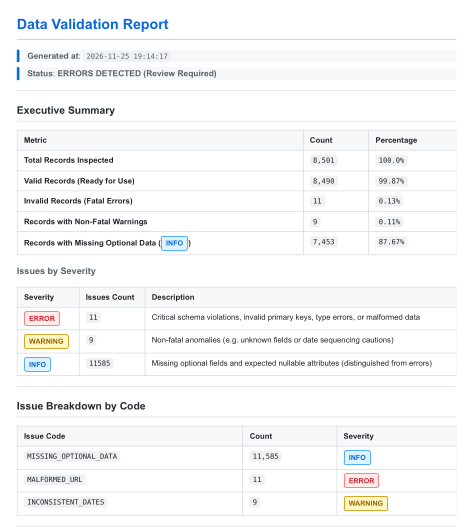 Data Validation Report
Generated at: 2026-11-25 19:14:17
Status: ERRORS DETECTED (Review Required)
Executive Summary
Metric Count Percentage
Total Records Inspected 8,501 100.0%
Valid Records (Ready for Use) 8,490 99.87%
Invalid Records (Fatal Errors) 11 0.13%
Records with Non-Fatal Warnings 9 0.11%
Records with Missing Optional Data (INFO) 7,453 87.67%
Issues by Severity
Severity Issues Count Description
ERROR 11 Critical schema violations, invalid primary keys, type errors, or malformed data
WARNING 9 Non-fatal anomalies (e.g. unknown fields or date sequencing cautions)
INFO 11585 Missing optional fields and expected nullable attributes (distinguished from errors)
Issue Breakdown by Code
Issue Code Count Severity
MISSING_OPTIONAL_DATA 11,585 INFO
MALFORMED_URL 11 ERROR
INCONSISTENT_DATES 9 WARNING